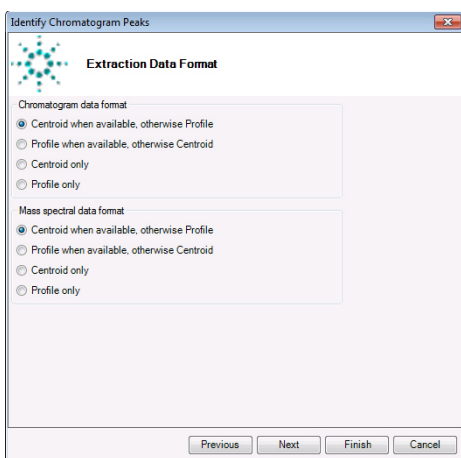 Identify Chromatogram Peaks
Extraction Data Format
Chromatogram data format
Centroid when available, otherwise Profile
Profile when available, otherwise Centroid
Centroid only
Profile only
Mass spectral data format
Centroid when available, otherwise Profile
Profile when available, otherwise Centroid
Centroid only
Profile only
Previous Next Finish Cancel